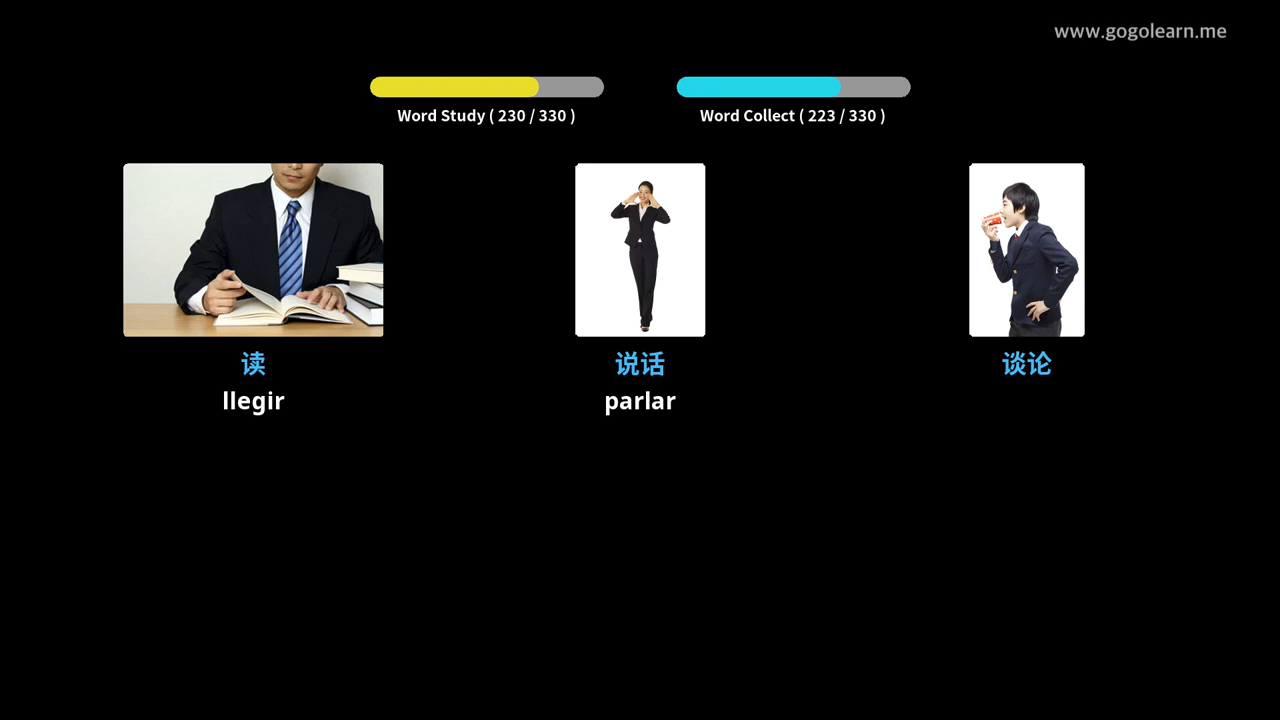 www.gogolearn.me
Word Study ( 230 / 330 )
Word Collect ( 223 / 330 )
读
说话
谈论
llegir
parlar